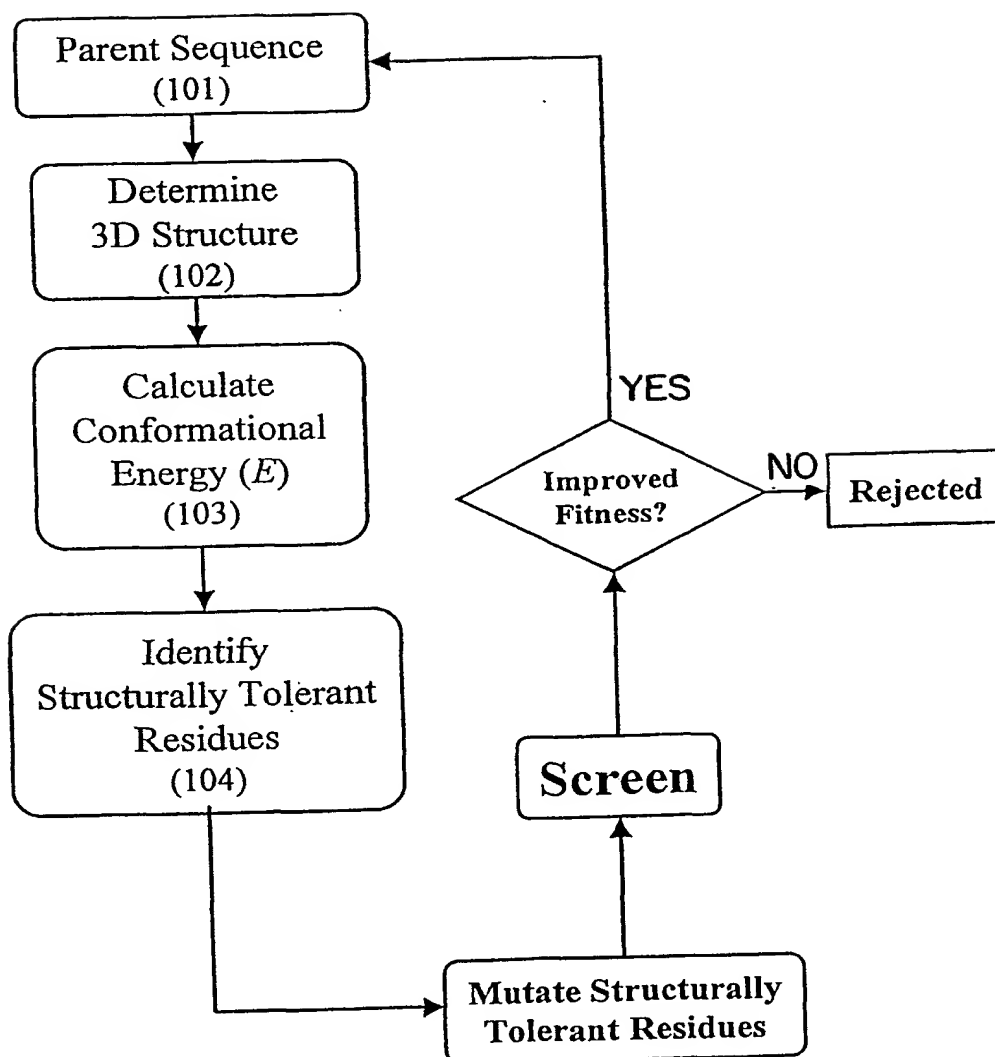 Parent Sequence
(101)
Determine
3D Structure
(102)
Calculate
Conformational
Energy (E)
(103)
Identify
Structurally Tolerant
Residues
(104)
Mutate Structurally
Tolerant Residues
Screen
Improved
Fitness?
YES
NO
Rejected